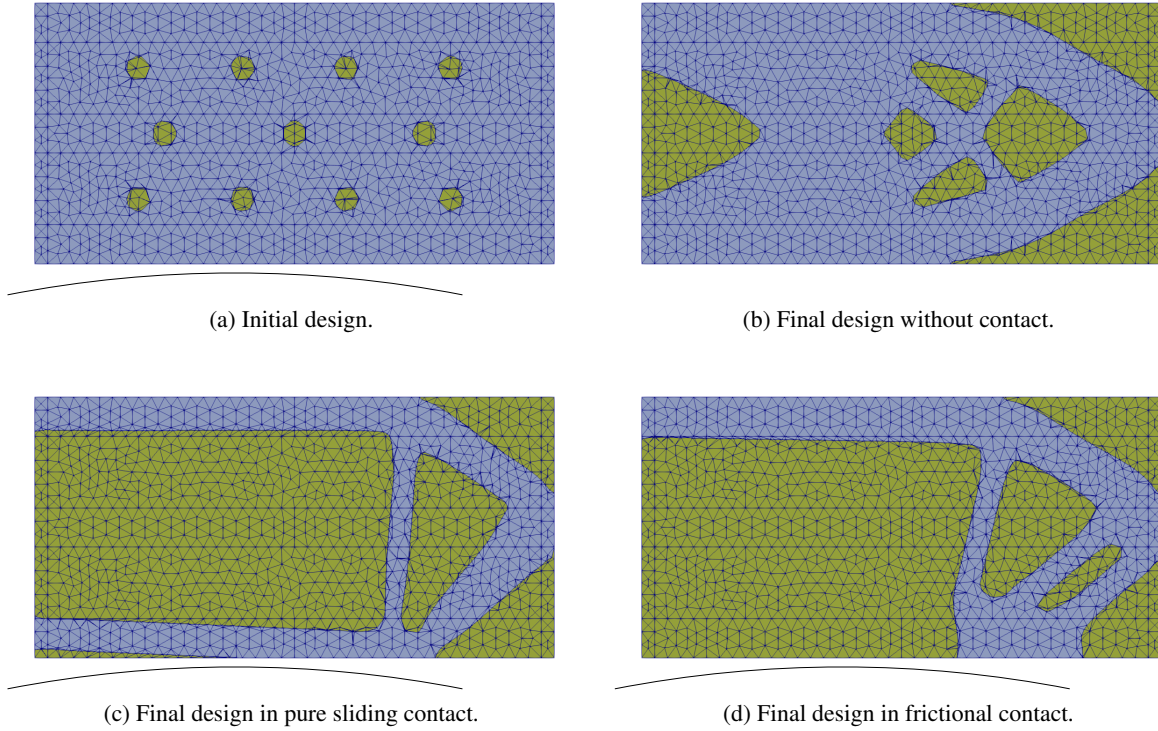 (a) Initial design.
(b) Final design without contact.
(c) Final design in pure sliding contact.
(d) Final design in frictional contact.